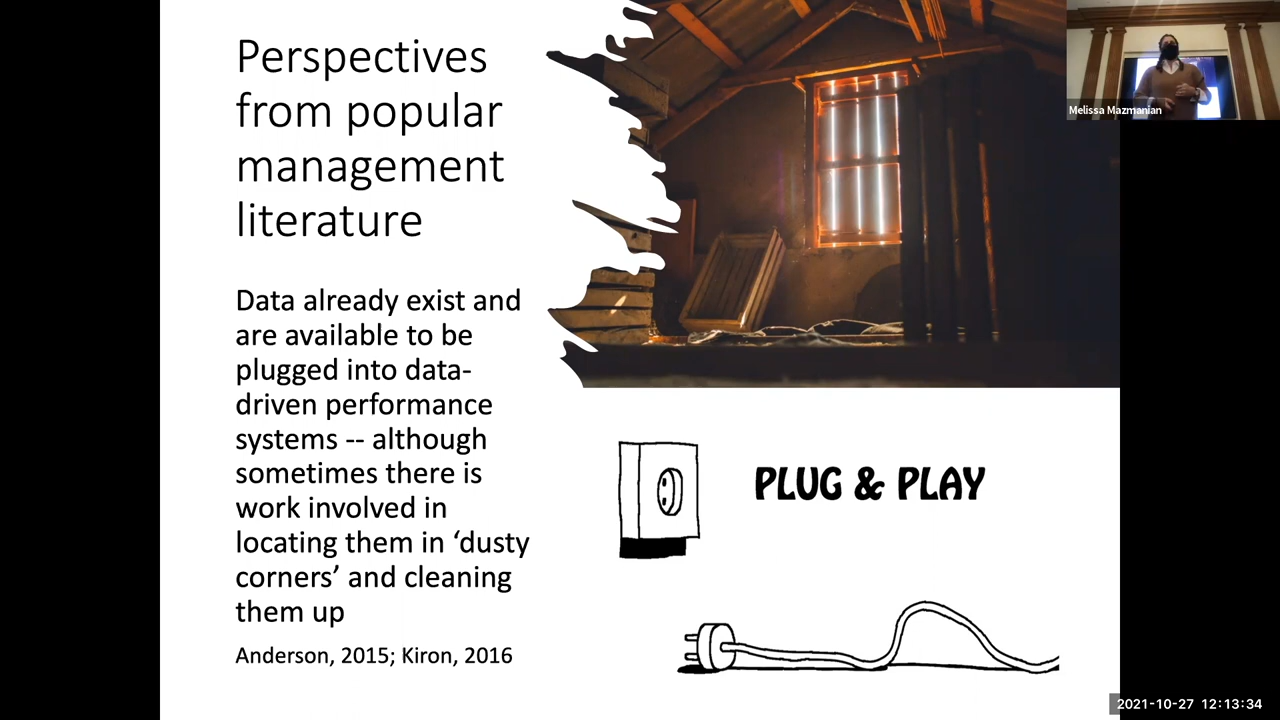 Perspectives
from popular
management
literature
Data already exist and
are available to be
plugged into data-
driven performance
systems -- although
sometimes there is
work involved in
locating them in ‘dusty
corners’ and cleaning
them up
Anderson, 2015; Kiron, 2016
PLUG & PLAY
Melissa Mazmanian
2021-10-27 12:13:34